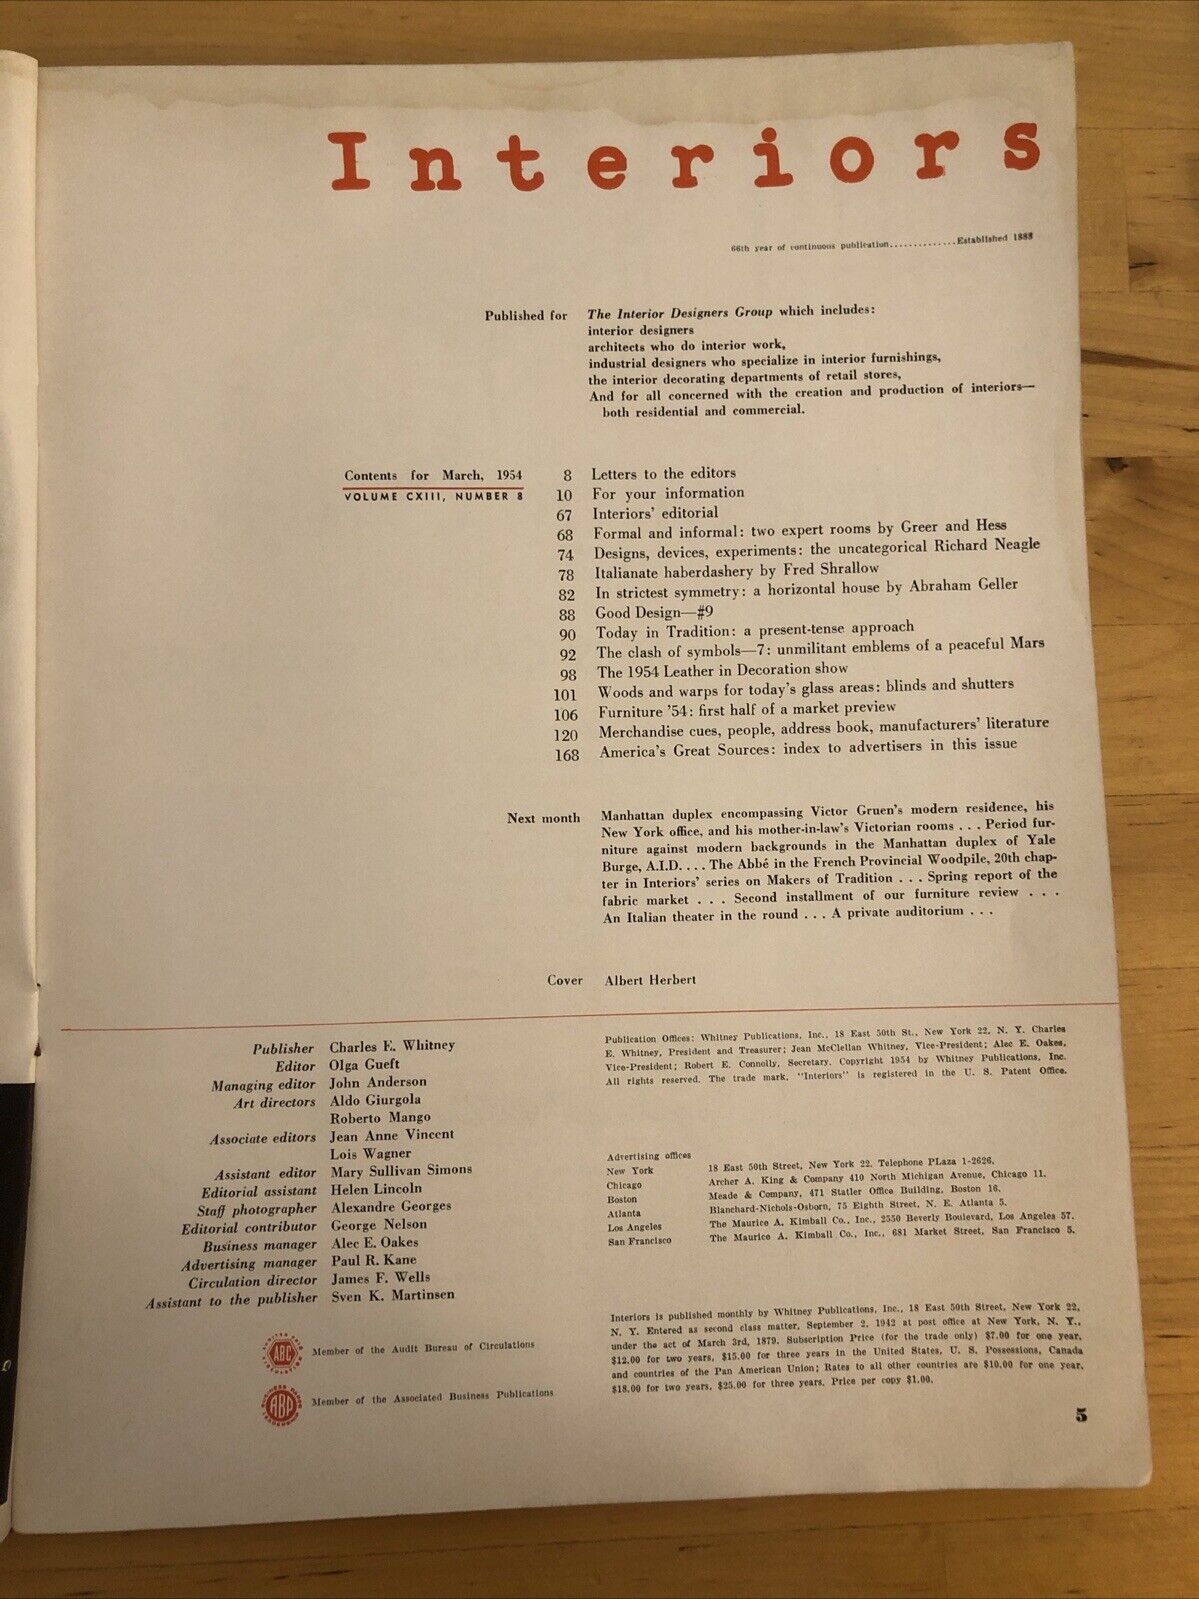 Interiors
66th year of continuous publication..............Established 1888
Published for The Interior Designers Group which includes:
interior designers
architects who do interior work,
industrial designers who specialize in interior furnishings,
the interior decorating departments of retail stores,
And for all concerned with the creation and production of interiors—
both residential and commercial.
Contents for March, 1954
VOLUME CXIII, NUMBER 8
8 Letters to the editors
10 For your information
67 Interiors' editorial
68 Formal and informal: two expert rooms by Greer and Hess
74 Designs, devices, experiments: the uncategorical Richard Neagle
78 Italianate haberdashery by Fred Shrallow
82 In strictest symmetry: a horizontal house by Abraham Geller
88 Good Design—#9
90 Today in Tradition: a present-tense approach
92 The clash of symbols—7: unmilitant emblems of a peaceful Mars
98 The 1954 Leather in Decoration show
101 Woods and warps for today's glass areas: blinds and shutters
106 Furniture '54: first half of a market preview
120 Merchandise cues, people, address book, manufacturers' literature
168 America's Great Sources: index to advertisers in this issue
Next month Manhattan duplex encompassing Victor Gruen's modern residence, his
New York office, and his mother-in-law's Victorian rooms . . . Period fur-
niture against modern backgrounds in the Manhattan duplex of Yale
Burge, A.I.D. . . . The Abbé in the French Provincial Woodpile, 20th chap-
ter in Interiors' series on Makers of Tradition . . . Spring report of the
fabric market . . . Second installment of our furniture review . . .
An Italian theater in the round . . . A private auditorium . . .
Cover Albert Herbert
Publisher Charles E. Whitney
Editor Olga Gueft
Managing editor John Anderson
Art directors Aldo Giurgola
Roberto Mango
Associate editors Jean Anne Vincent
Lois Wagner
Assistant editor Mary Sullivan Simons
Editorial assistant Helen Lincoln
Staff photographer Alexandre Georges
Editorial contributor George Nelson
Business manager Alec E. Oakes
Advertising manager Paul R. Kane
Circulation director James F. Wells
Assistant to the publisher Sven K. Martinsen
ABC
Member of the Audit Bureau of Circulations
ABP
Member of the Associated Business Publications
Publication Offices: Whitney Publications, Inc., 18 East 50th St., New York 22, N. Y. Charles
E. Whitney, President and Treasurer; Jean McClellan Whitney, Vice-President; Alec E. Oakes,
Vice-President; Robert E. Connolly, Secretary. Copyright 1954 by Whitney Publications, Inc.
All rights reserved. The trade mark, "Interiors" is registered in the U. S. Patent Office.
Advertising offices
New York 18 East 50th Street, New York 22, Telephone PLaza 1-2626.
Chicago Archer A. King & Company 410 North Michigan Avenue, Chicago 11.
Boston Meade & Company, 471 Statler Office Building, Boston 16.
Atlanta Blanchard-Nichols-Osborn, 75 Eighth Street, N. E. Atlanta 5.
Los Angeles The Maurice A. Kimball Co., Inc., 2550 Beverly Boulevard, Los Angeles 57.
San Francisco The Maurice A. Kimball Co., Inc., 681 Market Street, San Francisco 5.
Interiors is published monthly by Whitney Publications, Inc., 18 East 50th Street, New York 22,
N. Y. Entered as second class matter, September 2, 1942 at post office at New York, N. Y.,
under the act of March 3rd, 1879. Subscription Price (for the trade only) $7.00 for one year,
$12.00 for two years, $15.00 for three years in the United States, U. S. Possessions, Canada
and countries of the Pan American Union; Rates to all other countries are $10.00 for one year,
$18.00 for two years, $25.00 for three years. Price per copy $1.00.
5